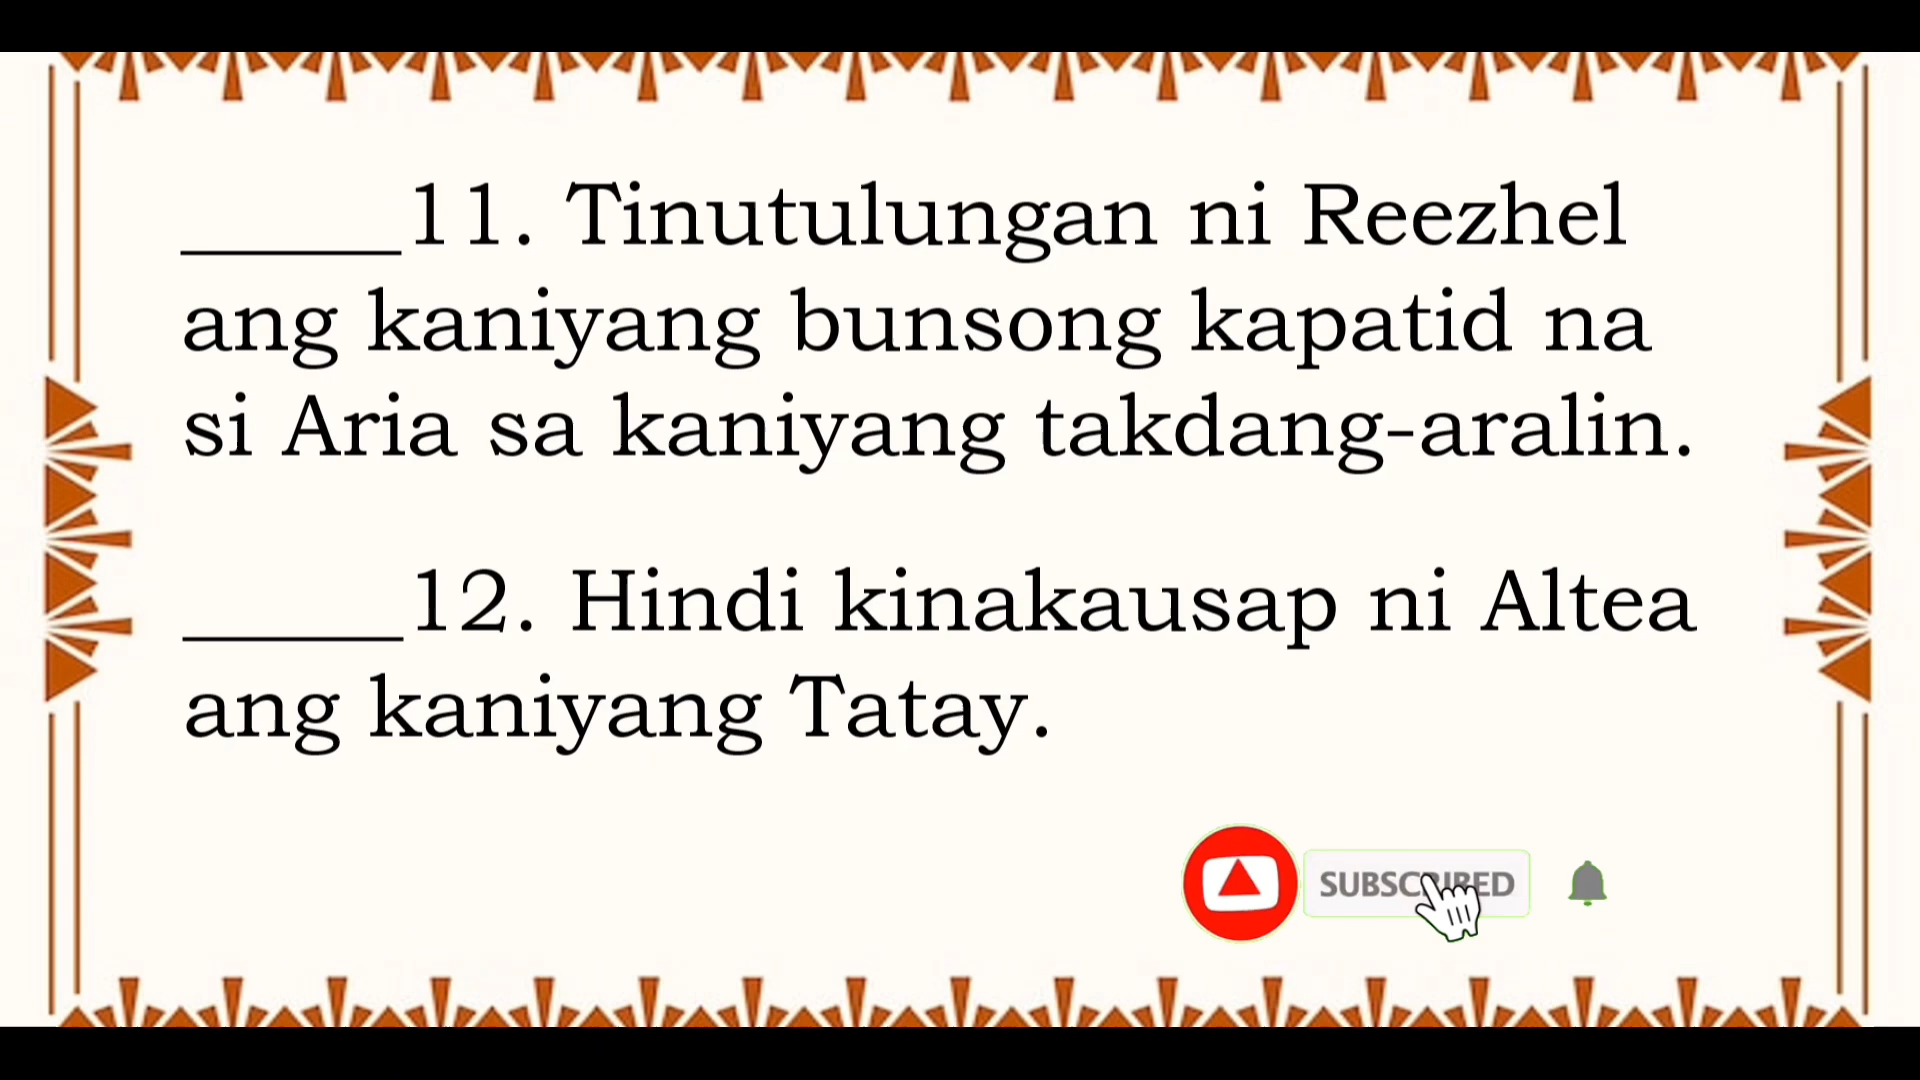 _____11. Tinutulungan ni Reezhel
ang kaniyang bunsong kapatid na
si Aria sa kaniyang takdang-aralin.
_____12. Hindi kinakausap ni Altea
ang kaniyang Tatay.
SUBSCRIBED